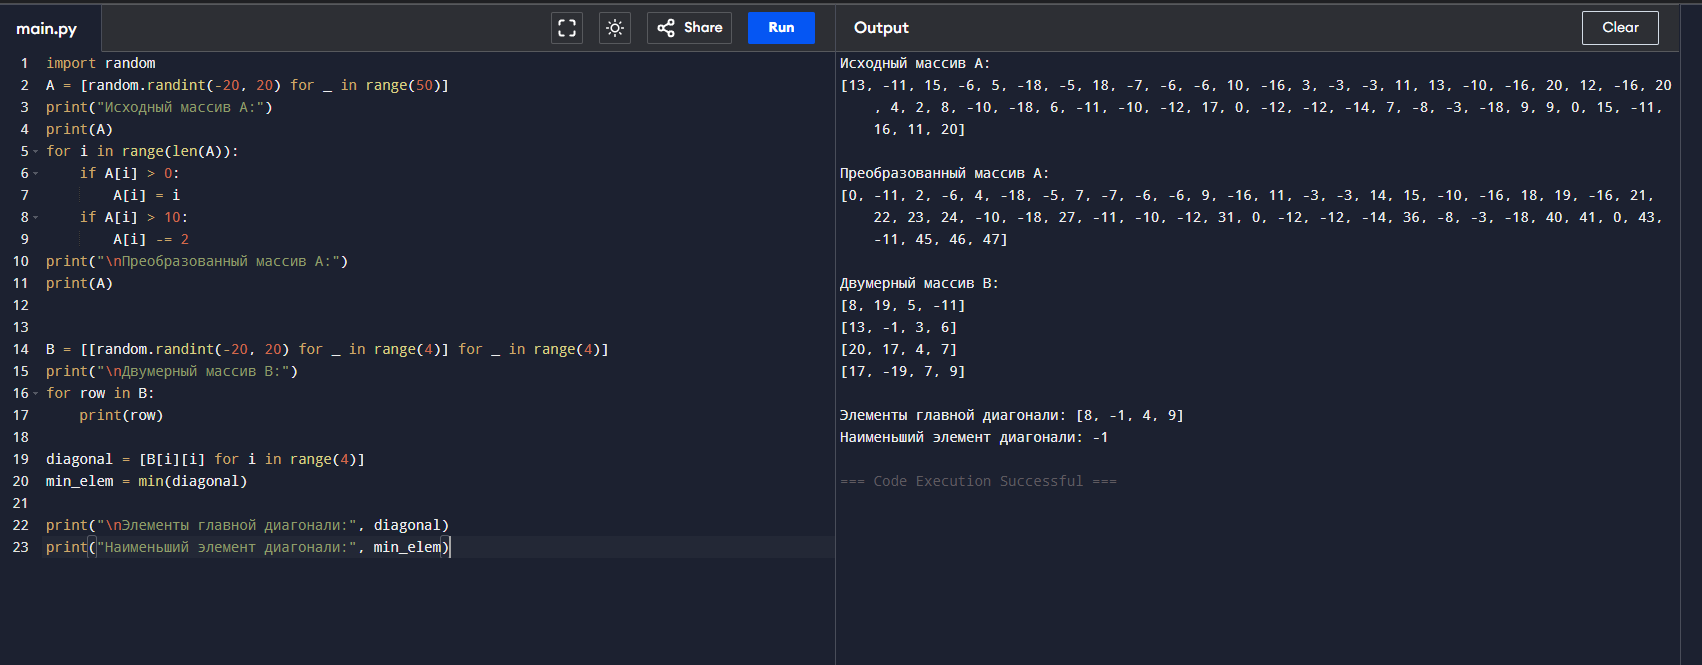 main.py
Share
Run
Output
Clear
1 import random
2 A = [random.randint(-20, 20) for _ in range(50)]
3 print("Исходный массив A:")
4 print(A)
5 for i in range(len(A)):
6     if A[i] > 0:
7         A[i] = i
8     if A[i] > 10:
9         A[i] -= 2
10 print("\nПреобразованный массив A:")
11 print(A)
12
13
14 B = [[random.randint(-20, 20) for _ in range(4)] for _ in range(4)]
15 print("\nДвумерный массив B:")
16 for row in B:
17     print(row)
18
19 diagonal = [B[i][i] for i in range(4)]
20 min_elem = min(diagonal)
21
22 print("\nЭлементы главной диагонали:", diagonal)
23 print("Наименьший элемент диагонали:", min_elem)
Исходный массив A:
[13, -11, 15, -6, 5, -18, -5, 18, -7, -6, -6, 10, -16, 3, -3, -3, 11, 13, -10, -16, 20, 12, -16, 20
, 4, 2, 8, -10, -18, 6, -11, -10, -12, 17, 0, -12, -12, -14, 7, -8, -3, -18, 9, 9, 0, 15, -11,
16, 11, 20]
Преобразованный массив A:
[0, -11, 2, -6, 4, -18, -5, 7, -7, -6, -6, 9, -16, 11, -3, -3, 14, 15, -10, -16, 18, 19, -16, 21,
22, 23, 24, -10, -18, 27, -11, -10, -12, 31, 0, -12, -12, -14, 36, -8, -3, -18, 40, 41, 0, 43,
-11, 45, 46, 47]
Двумерный массив B:
[8, 19, 5, -11]
[13, -1, 3, 6]
[20, 17, 4, 7]
[17, -19, 7, 9]
Элементы главной диагонали: [8, -1, 4, 9]
Наименьший элемент диагонали: -1
=== Code Execution Successful ===